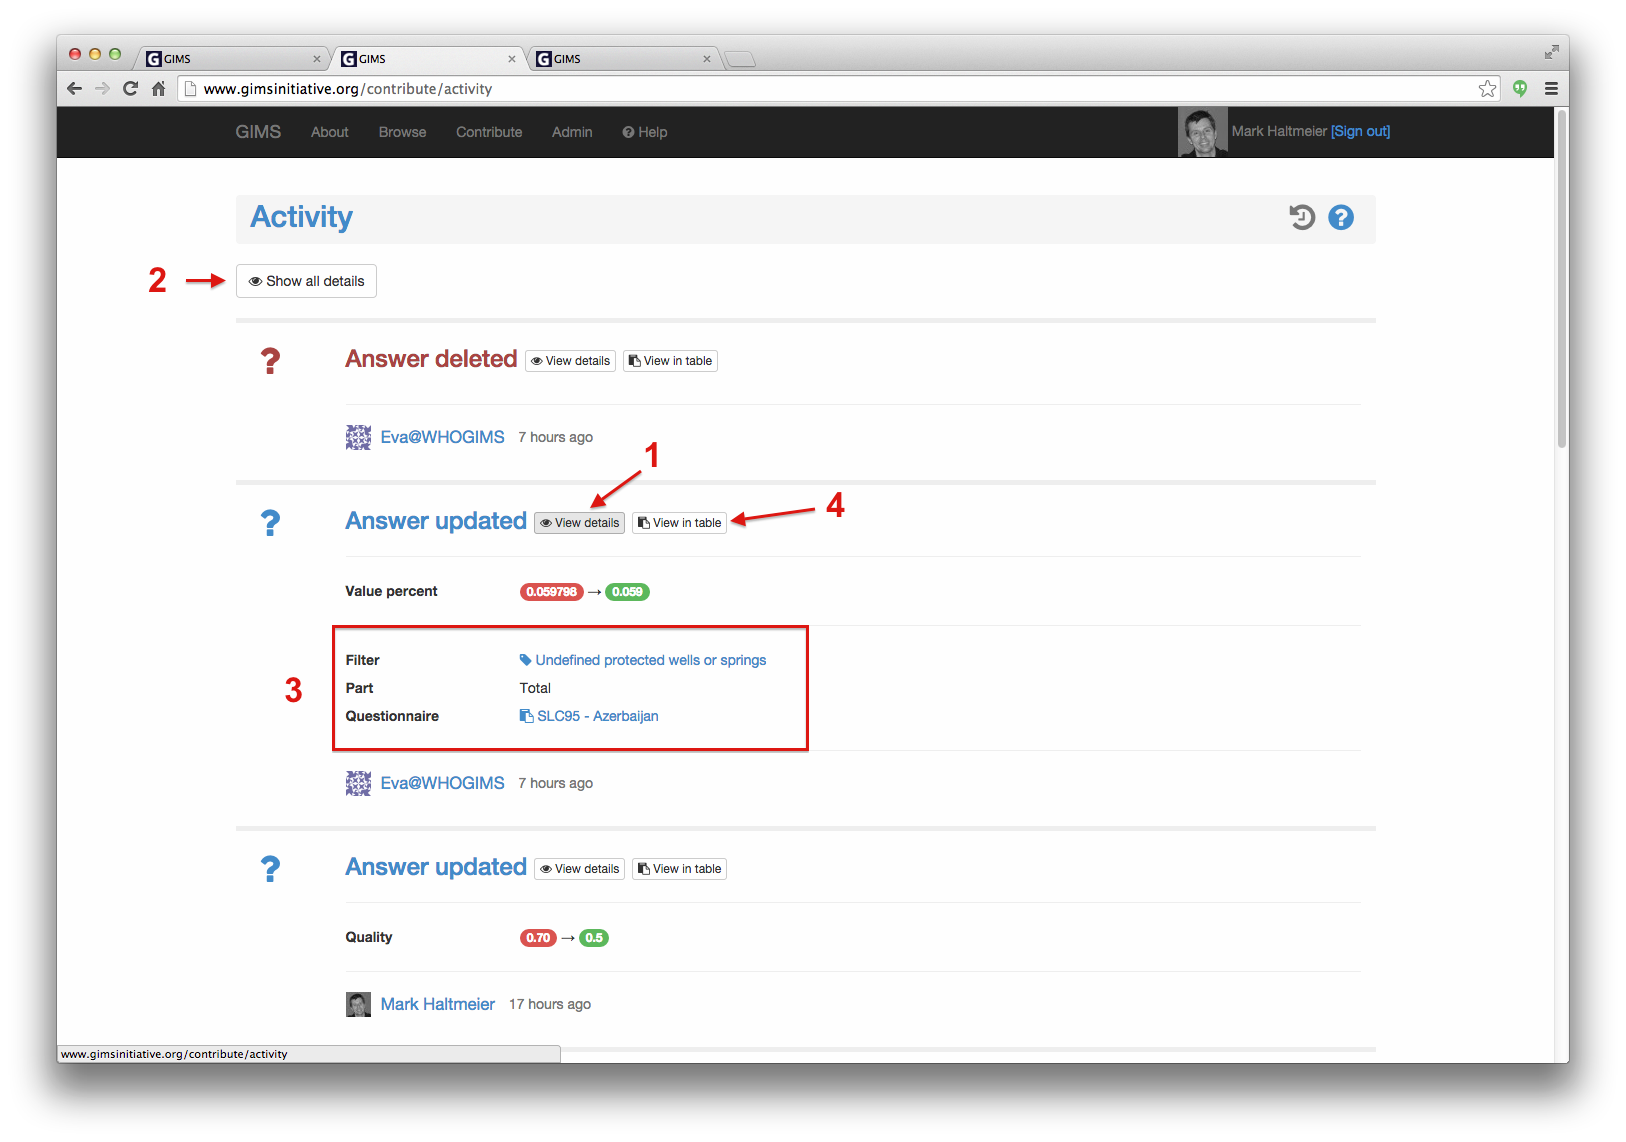 GIMS GIMS GIMS
www.gimsinitiative.org/contribute/activity
GIMS About Browse Contribute Admin Help Mark Haltmeier [Sign out]
Activity
2 Show all details
Answer deleted View details View in table
Eva@WHOGIMS 7 hours ago
1
4
Answer updated View details View in table
Value percent 0.059798 → 0.059
3
Filter Undefined protected wells or springs
Part Total
Questionnaire SLC95 - Azerbaijan
Eva@WHOGIMS 7 hours ago
Answer updated View details View in table
Quality 0.70 → 0.5
Mark Haltmeier 17 hours ago
www.gimsinitiative.org/contribute/activity